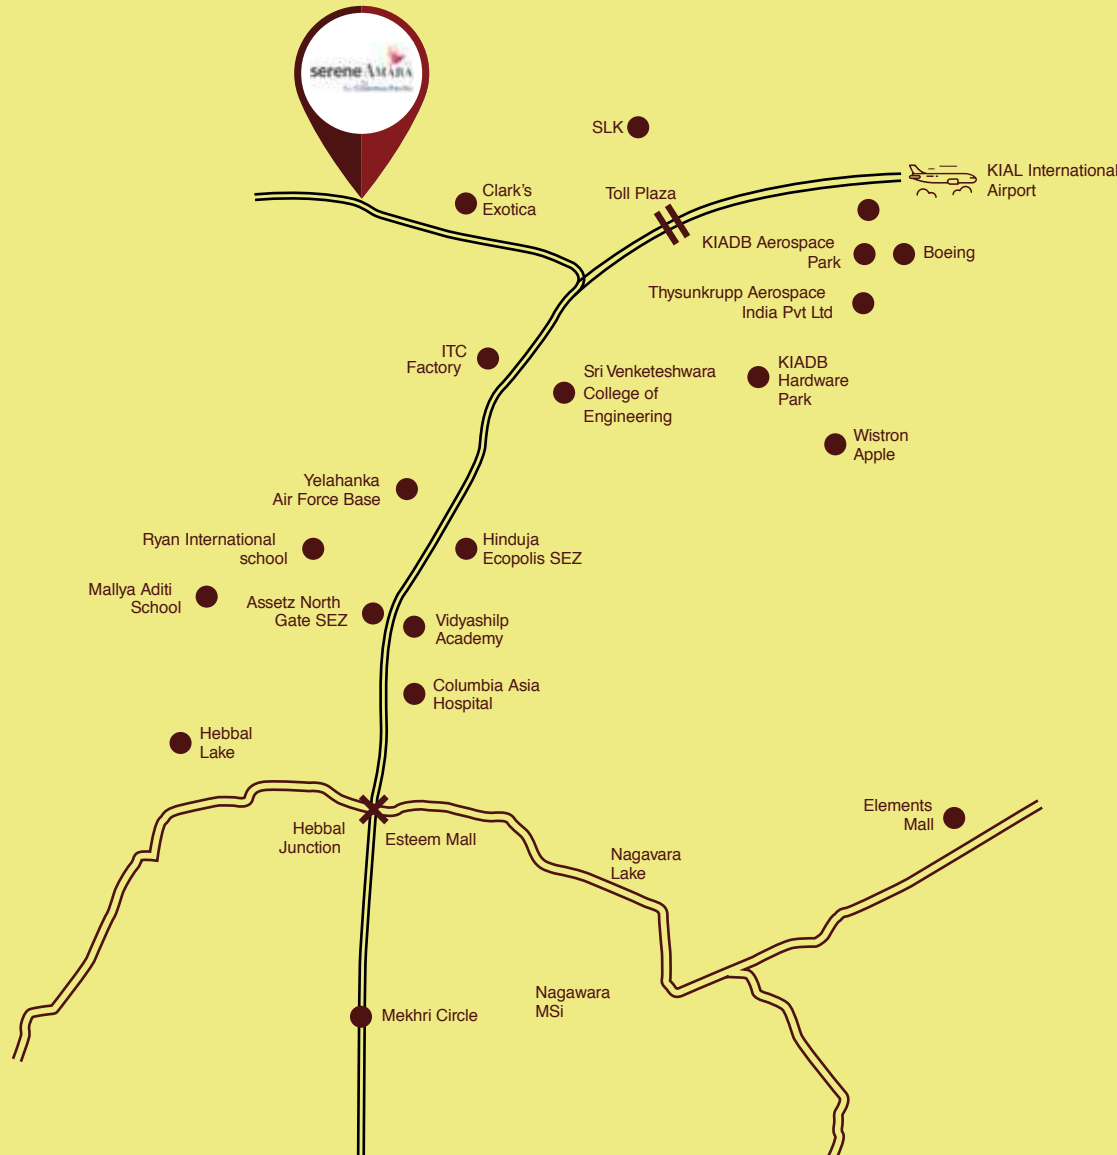 serene AMARA
SLK
KIAL International
Airport
Clark's
Exotica
Toll Plaza
KIADB Aerospace
Park
Boeing
Thysunkrupp Aerospace
India Pvt Ltd
ITC
Factory
Sri Venketeshwara
College of
Engineering
KIADB
Hardware
Park
Wistron
Apple
Yelahanka
Air Force Base
Ryan International
school
Hinduja
Ecopolis SEZ
Mallya Aditi
School
Assetz North
Gate SEZ
Vidyashilp
Academy
Columbia Asia
Hospital
Hebbal
Lake
Elements
Mall
Hebbal
Junction
Esteem Mall
Nagavara
Lake
Nagawara
MSi
Mekhri Circle